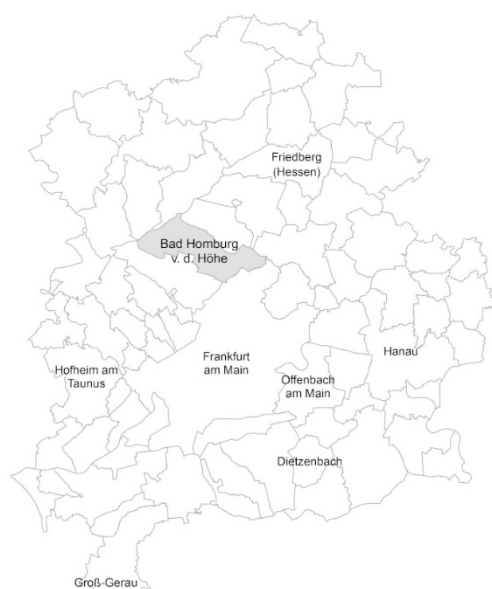 Friedberg
(Hessen)
Bad Homburg
v. d. Höhe
Frankfurt
am Main
Hanau
Hofheim am
Taunus
Offenbach
am Main
Dietzenbach
Groß-Gerau